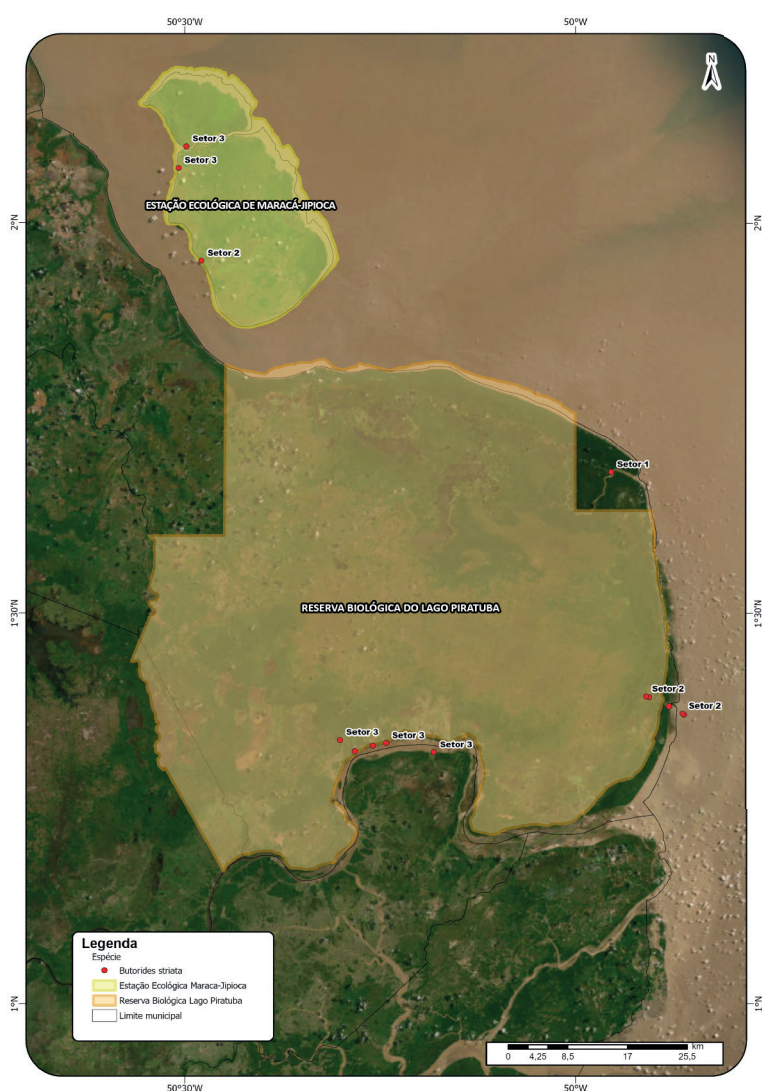 50°30'W
50°W
N
Setor 3
Setor 3
ESTAÇÃO ECOLÓGICA DE MARACÁ-JIPIOCA
2°N
2°N
Setor 2
Setor 1
RESERVA BIOLÓGICA DO LAGO PIRATUBA
1°30'N
1°30'N
Setor 2
Setor 2
Setor 3
Setor 3
Setor 3
Legenda
Espécie
Butorides striata
Estação Ecológica Maraca-Jipioca
Reserva Biológica Lago Piratuba
Limite municipal
1°N
1°N
km
0 4,25 8,5 17 25,5
50°30'W
50°W